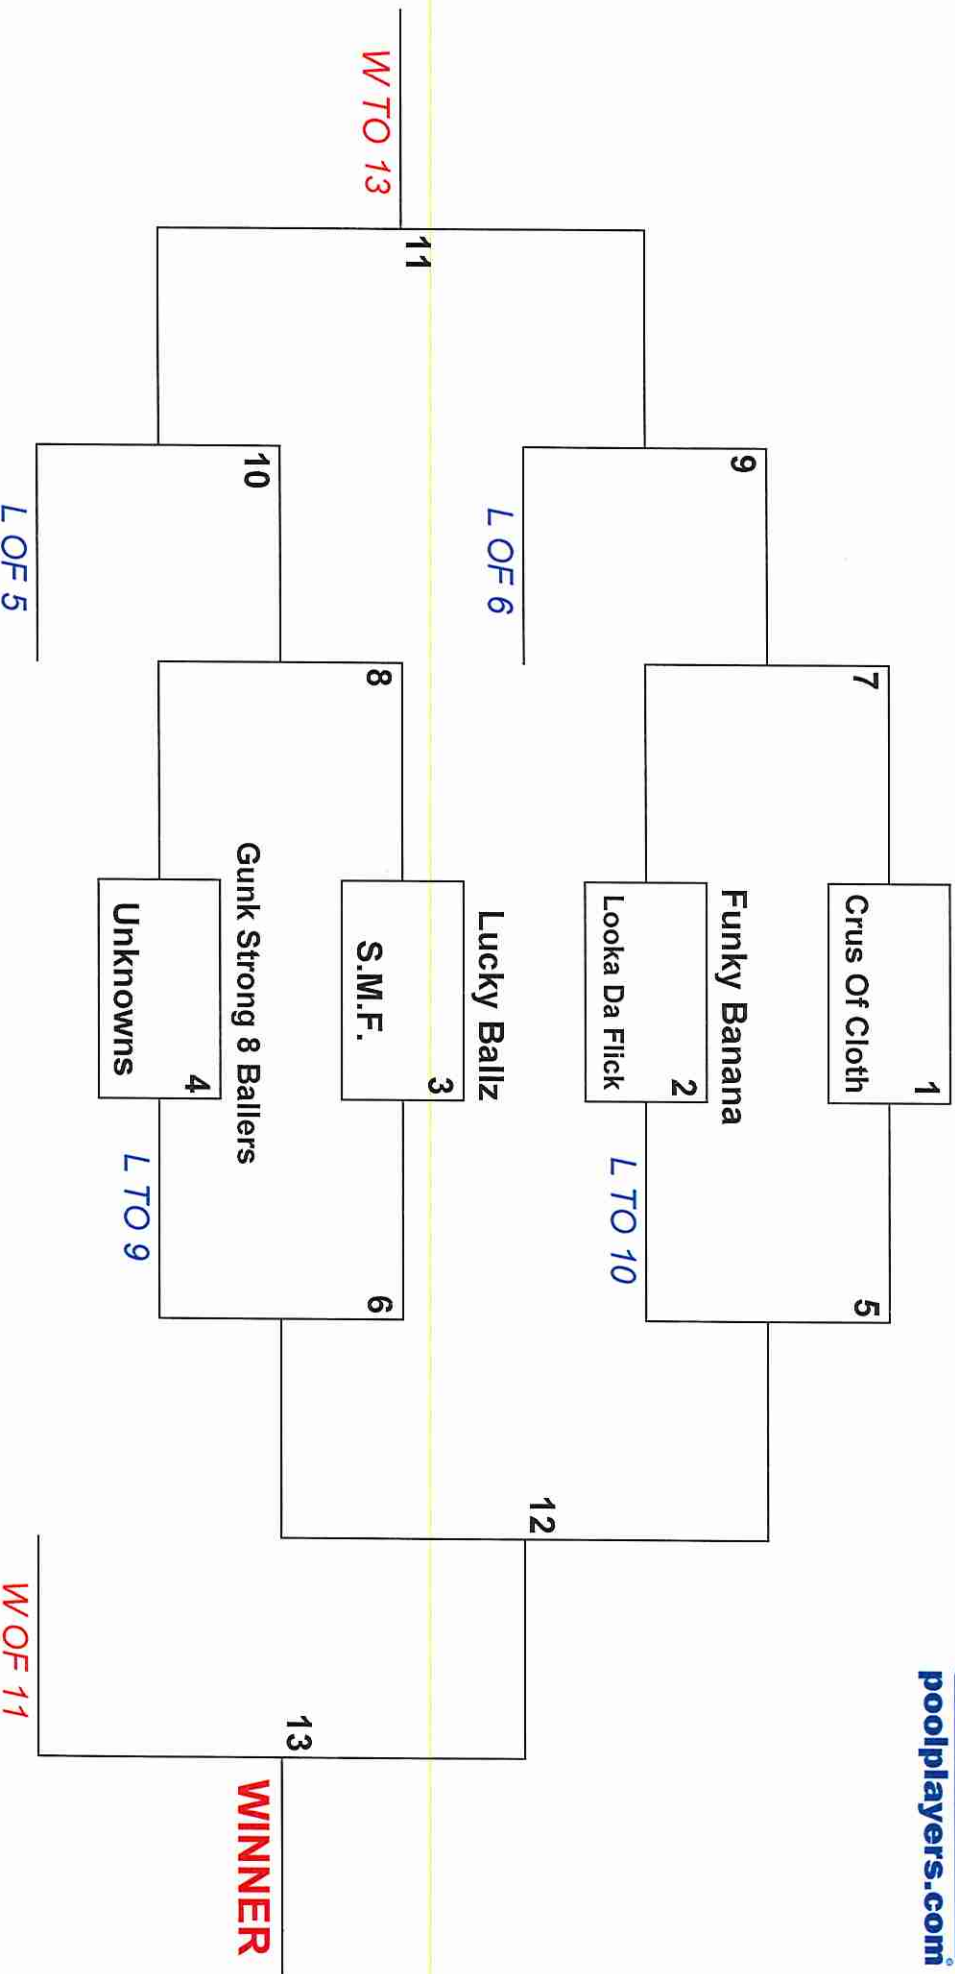 poolplayers.com
1
Crus Of Cloth
7
5
Funky Banana
9
2
Looka Da Flick
L TO 10
12
L OF 6
Lucky Ballz
11
3
S.M.F.
8
6
W TO 13
13
WINNER
10
Gunk Strong 8 Ballers
4
Unknowns
L TO 9
L OF 5
W OF 11